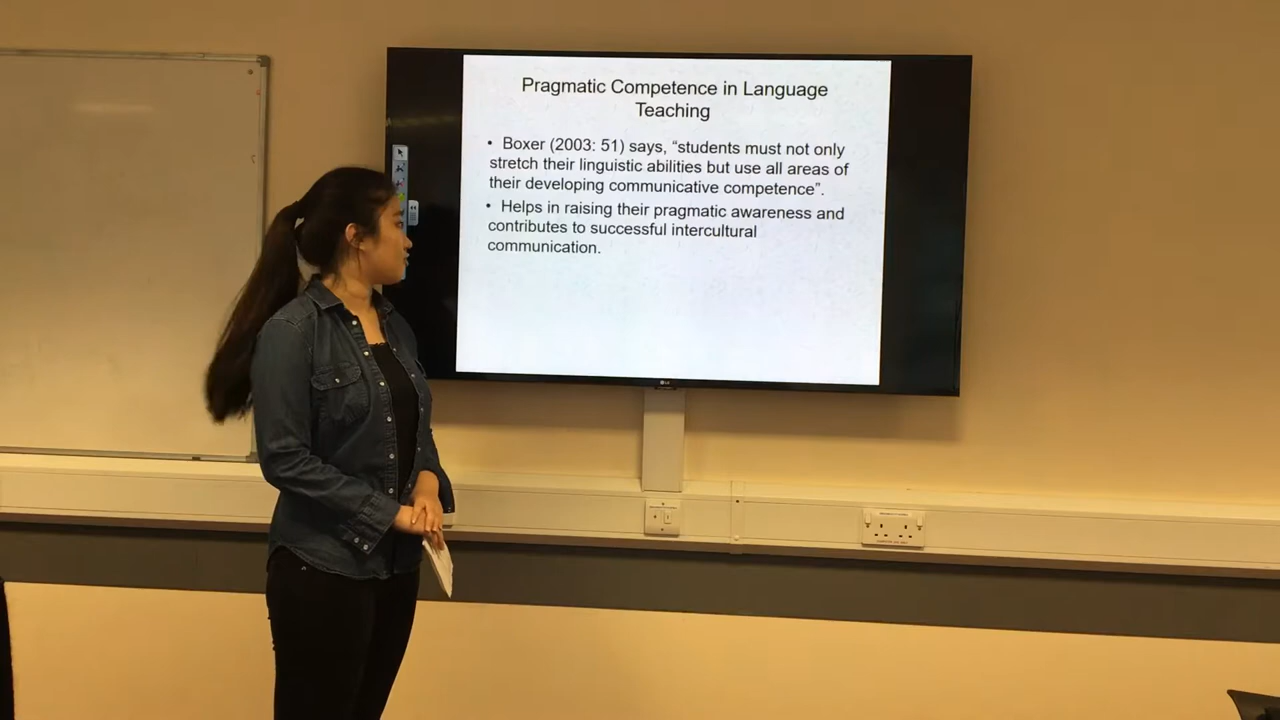 Pragmatic Competence in Language
Teaching
• Boxer (2003: 51) says, “students must not only
stretch their linguistic abilities but use all areas of
their developing communicative competence”.
• Helps in raising their pragmatic awareness and
contributes to successful intercultural
communication.
LG